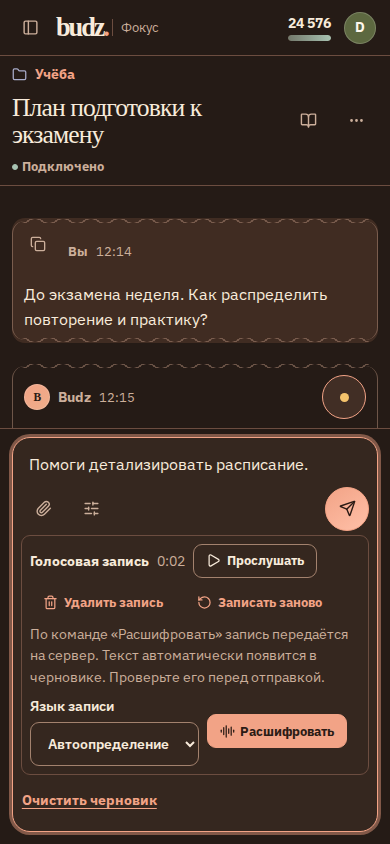 budz. Фокус 24 576 D
Учёба
План подготовки к
экзамену
Подключено
Вы 12:14
До экзамена неделя. Как распределить
повторение и практику?
B Budz 12:15
Помоги детализировать расписание.
Голосовая запись 0:02 Прослушать
Удалить запись Записать заново
По команде «Расшифровать» запись передаётся
на сервер. Текст автоматически появится в
черновике. Проверьте его перед отправкой.
Язык записи
Автоопределение Расшифровать
Очистить черновик